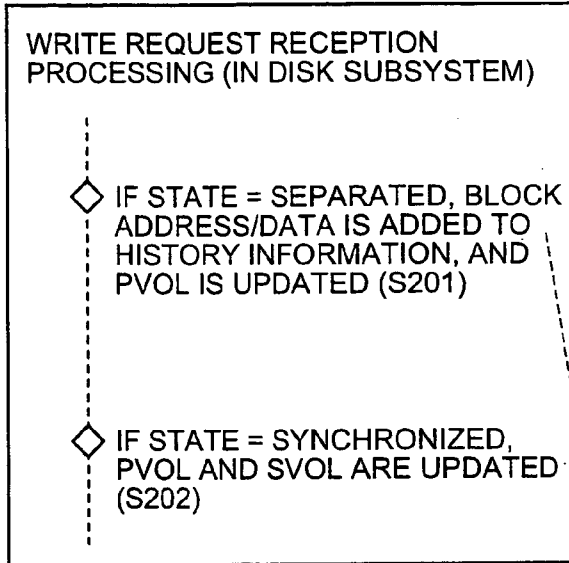 WRITE REQUEST RECEPTION
PROCESSING (IN DISK SUBSYSTEM)
IF STATE = SEPARATED, BLOCK
ADDRESS/DATA IS ADDED TO
HISTORY INFORMATION, AND
PVOL IS UPDATED (S201)
IF STATE = SYNCHRONIZED,
PVOL AND SVOL ARE UPDATED
(S202)